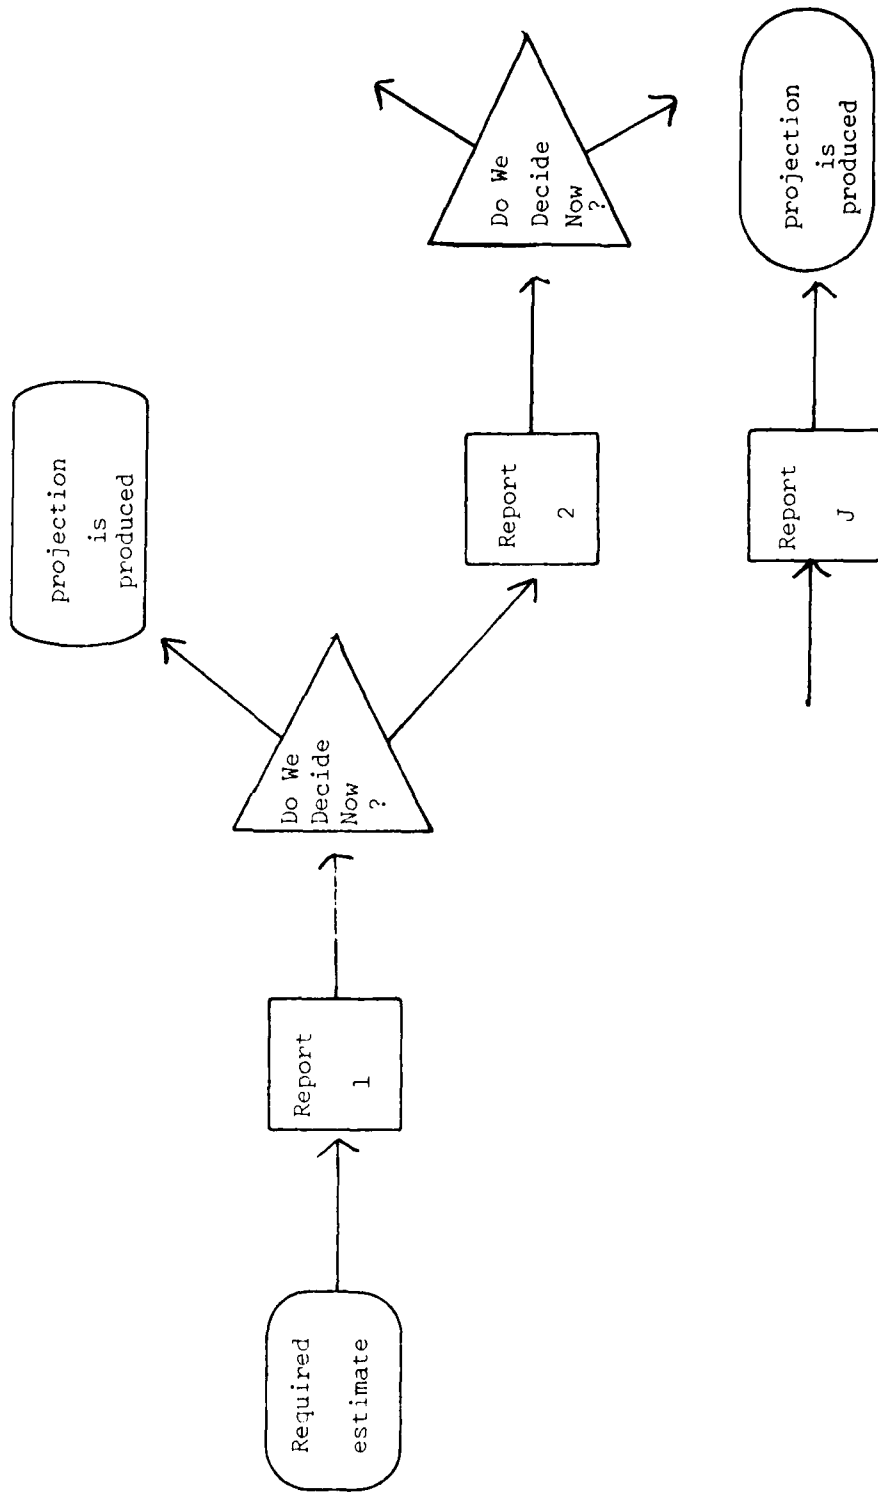 Required
estimate
Report
1
Do We
Decide
Now
?
projection
is
produced
Report
2
Do We
Decide
Now
?
Report
J
projection
is
produced